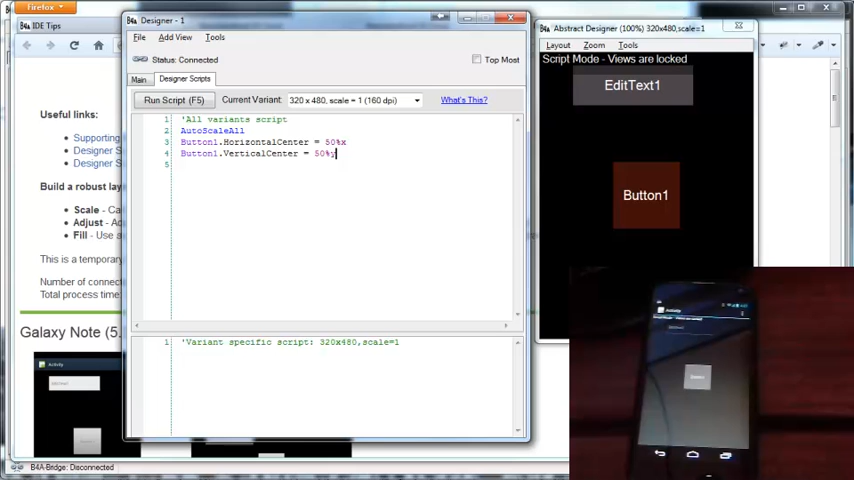 Firefox
IDE Tips
Useful links:
Supporting
Designer S
Designer S
Build a robust lay
Scale - Ca
Adjust - A
Fill - Use s
This is a temporar
Number of connect
Total process time:
Galaxy Note (5.
Activity
B4A-Bridge: Disconnected
Designer - 1
File Add View Tools
Status: Connected
Top Most
Main Designer Scripts
Run Script (F5) Current Variant: 320 x 480, scale = 1 (160 dpi) What's This?
1 'All variants script
2 AutoScaleAll
3 Button1.HorizontalCenter = 50%x
4 Button1.VerticalCenter = 50%y
5
1 'Variant specific script: 320x480,scale=1
Abstract Designer (100%) 320x480,scale=1
Layout Zoom Tools
Script Mode - Views are locked
EditText1
Button1
Activity